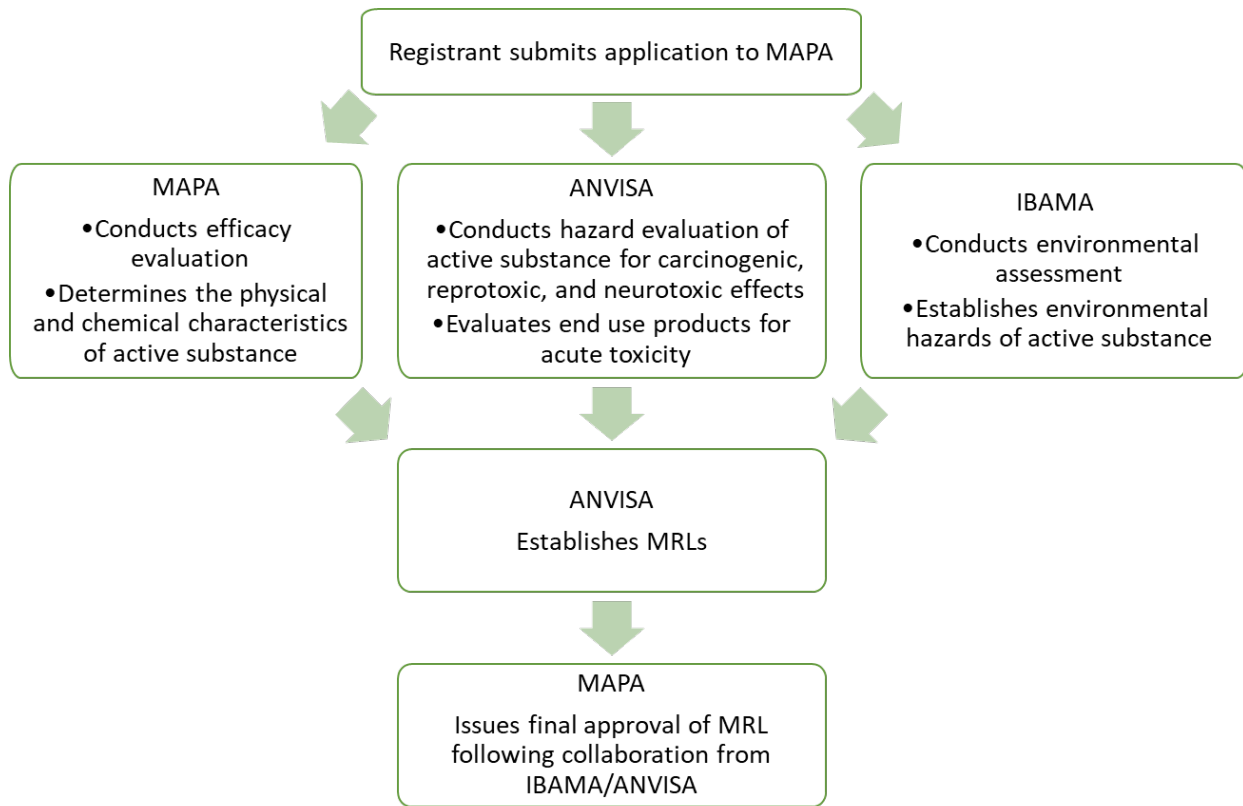 Registrant submits application to MAPA
MAPA
•Conducts efficacy
evaluation
•Determines the physical
and chemical characteristics
of active substance
ANVISA
•Conducts hazard evaluation of
active substance for carcinogenic,
reprotoxic, and neurotoxic effects
•Evaluates end use products for
acute toxicity
IBAMA
•Conducts environmental
assessment
•Establishes environmental
hazards of active substance
ANVISA
Establishes MRLs
MAPA
Issues final approval of MRL
following collaboration from
IBAMA/ANVISA